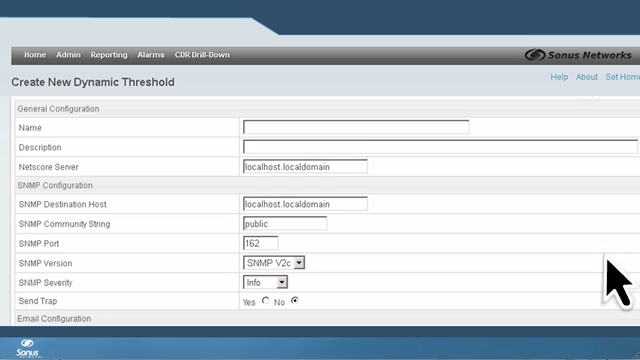 Home Admin Reporting Alarms CDR Drill-Down Sonus Networks
Create New Dynamic Threshold Help About Set Home
General Configuration
Name
Description
Netscore Server localhost.localdomain
SNMP Configuration
SNMP Destination Host localhost.localdomain
SNMP Community String public
SNMP Port 162
SNMP Version SNMP V2c
SNMP Severity Info
Send Trap Yes No
Email Configuration
Sonus
NETWORKS